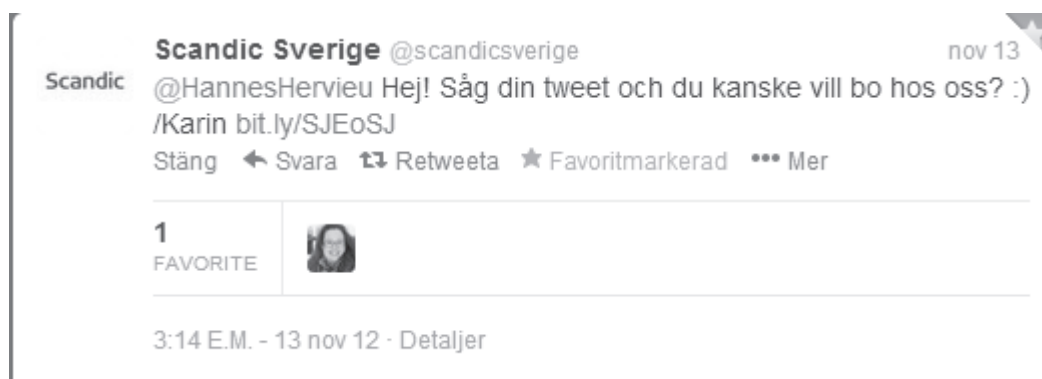 Scandic Sverige @scandicsverige nov 13
Scandic
@HannesHervieu Hej! Såg din tweet och du kanske vill bo hos oss? :)
/Karin bit.ly/SJEoSJ
Stäng Svara Retweeta Favoritmarkerad Mer
1
FAVORITE
3:14 E.M. - 13 nov 12 · Detaljer